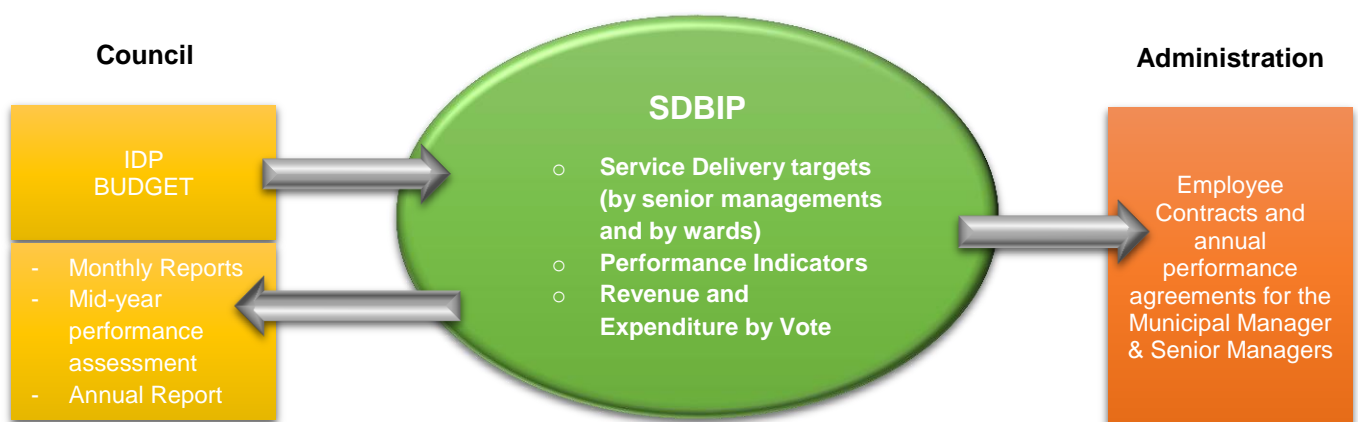 Council
IDP
BUDGET
- Monthly Reports
- Mid-year
performance
assessment
- Annual Report
SDBIP
o Service Delivery targets
(by senior managements
and by wards)
o Performance Indicators
o Revenue and
Expenditure by Vote
Administration
Employee
Contracts and
annual
performance
agreements for the
Municipal Manager
& Senior Managers